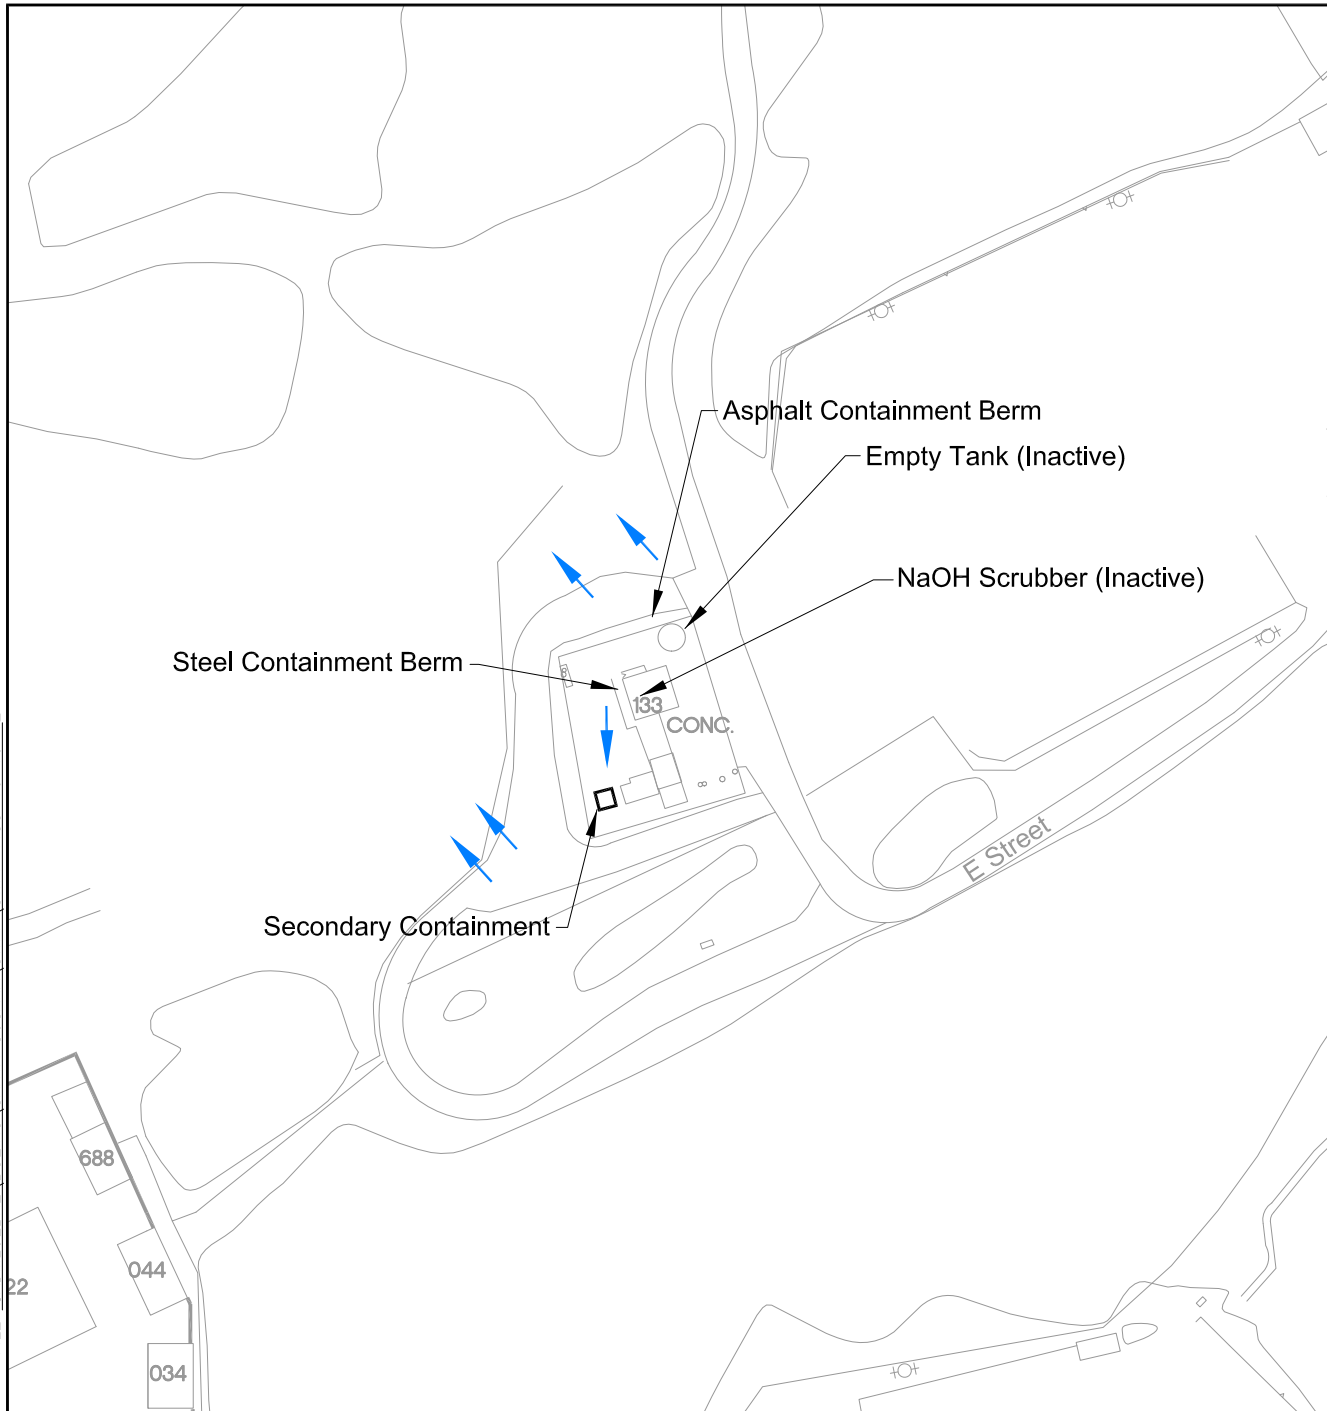 Asphalt Containment Berm
Empty Tank (Inactive)
NaOH Scrubber (Inactive)
Steel Containment Berm
133
CONC.
E Street
Secondary Containment
688
044
22
034